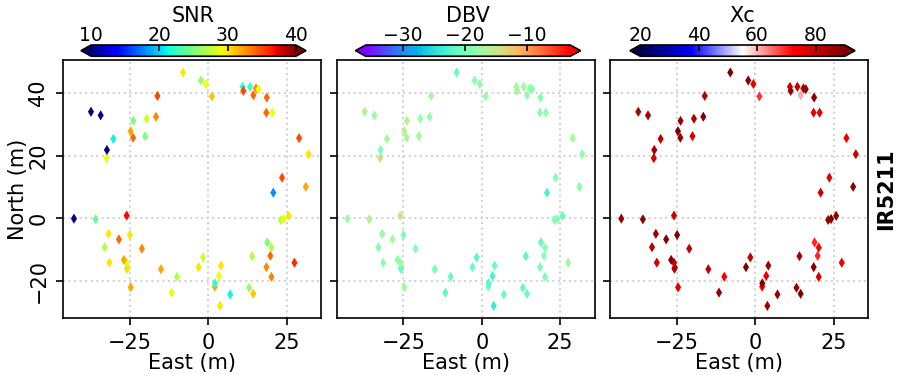 SNR DBV Xc
10 20 30 40 −30 −20 −10 20 40 60 80
40
20
0
−20
North (m)
IR5211
−25 0 25 −25 0 25 −25 0 25
East (m) East (m) East (m)